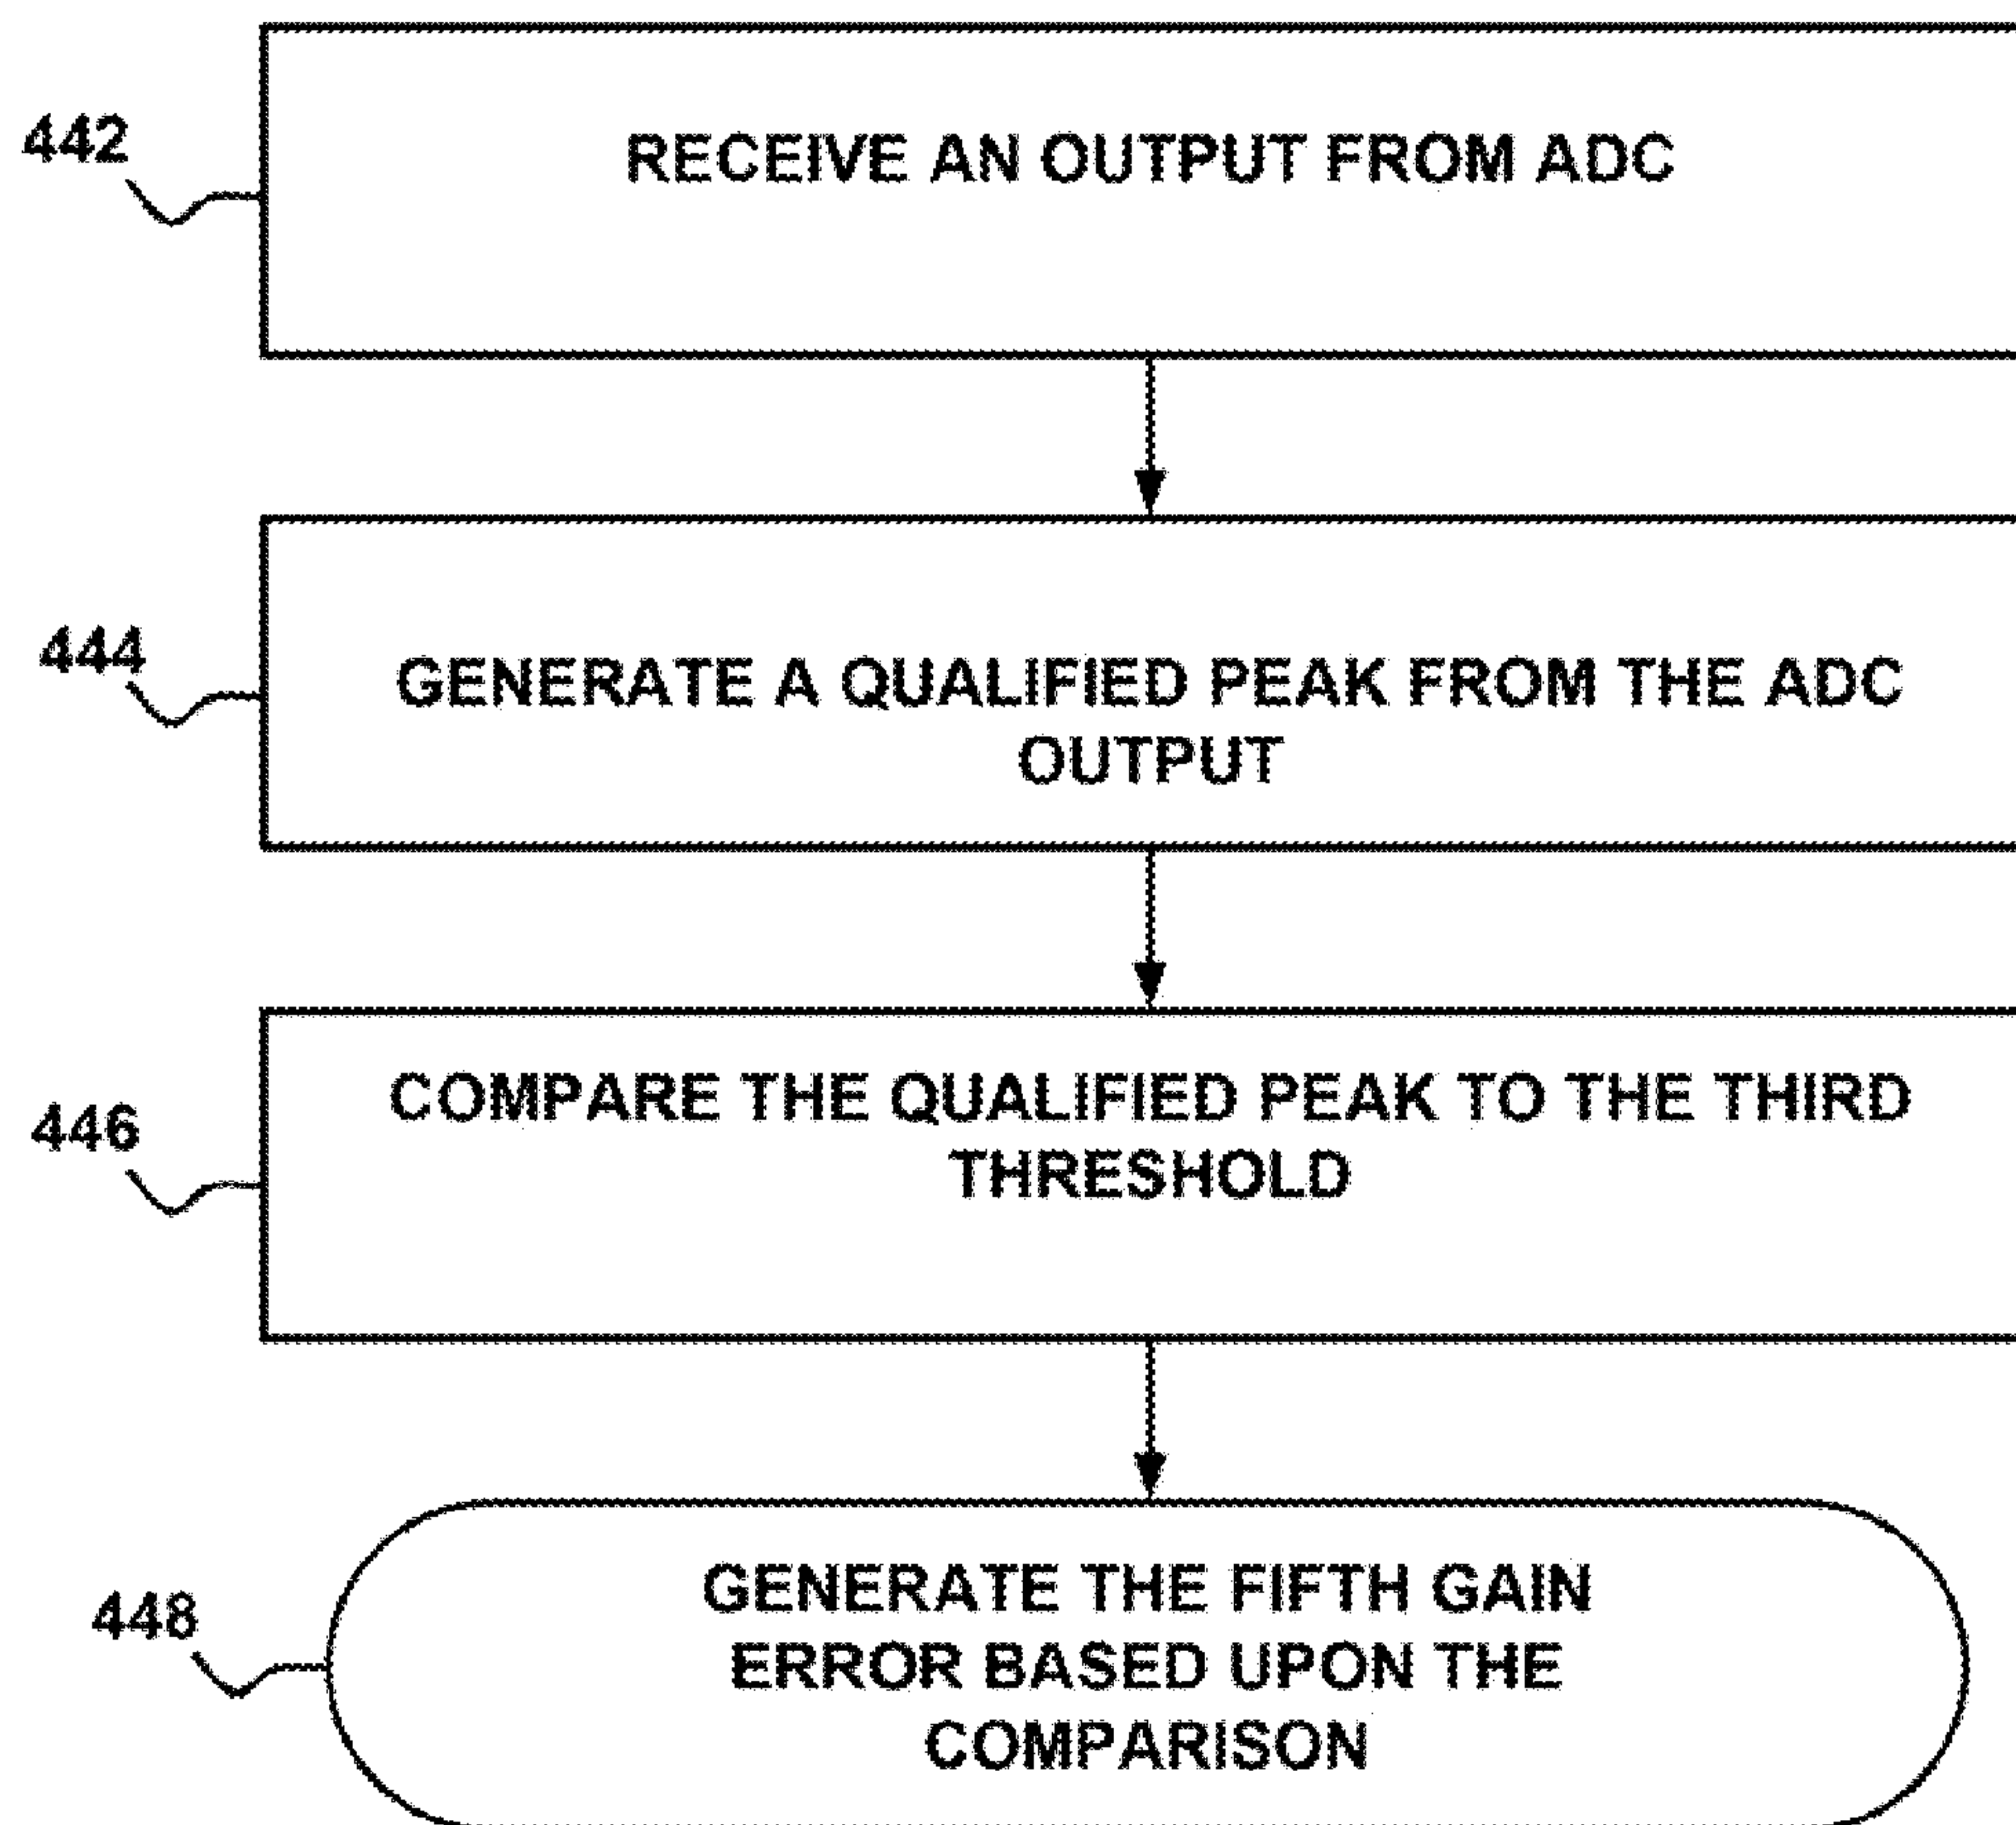 442
RECEIVE AN OUTPUT FROM ADC
444
GENERATE A QUALIFIED PEAK FROM THE ADC
OUTPUT
446
COMPARE THE QUALIFIED PEAK TO THE THIRD
THRESHOLD
448
GENERATE THE FIFTH GAIN
ERROR BASED UPON THE
COMPARISON